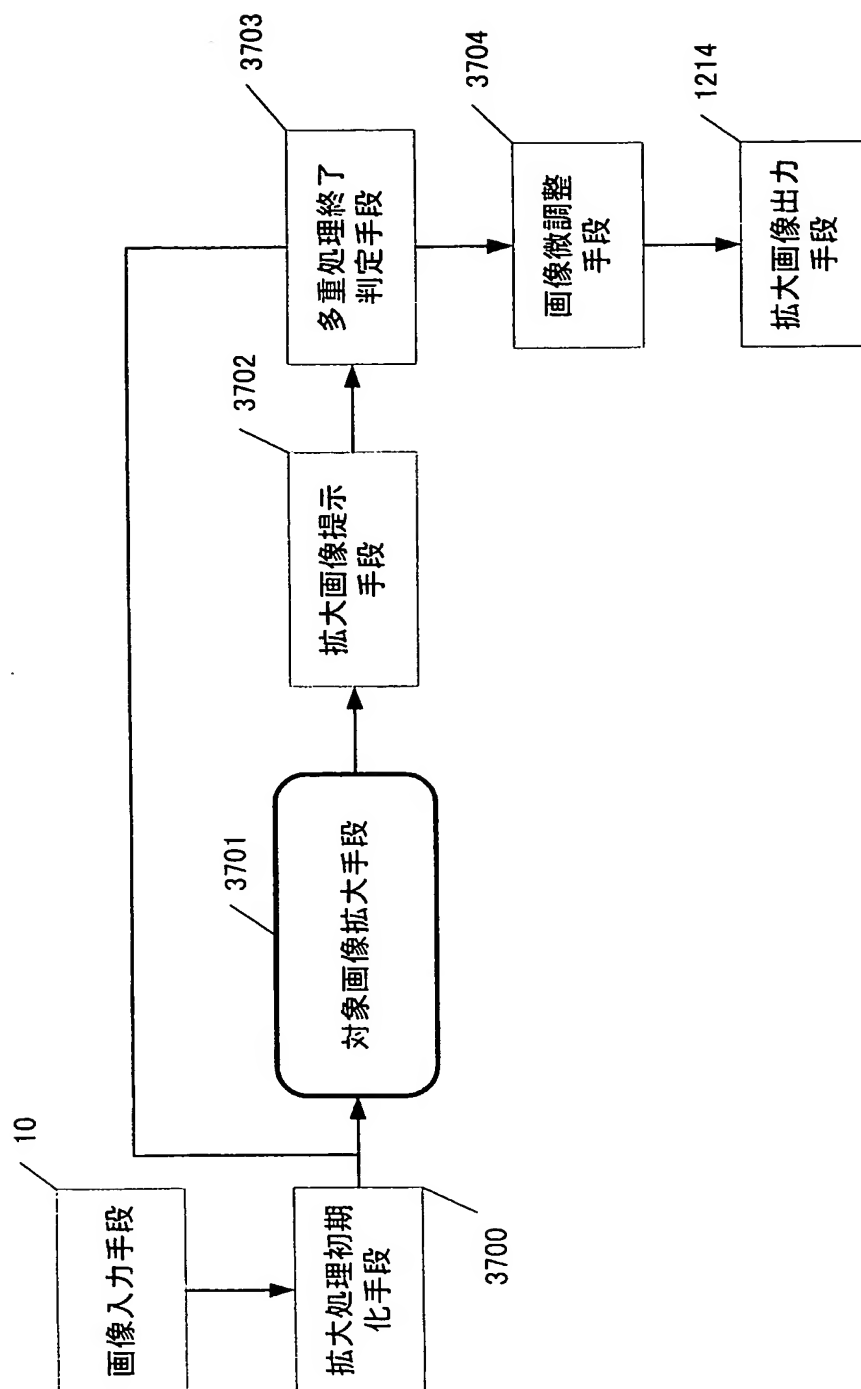 10
画像入力手段
拡大処理初期
化手段
3700
3701
対象画像拡大手段
3702
拡大画像提示
手段
3703
多重処理終了
判定手段
3704
画像微調整
手段
1214
拡大画像出力
手段